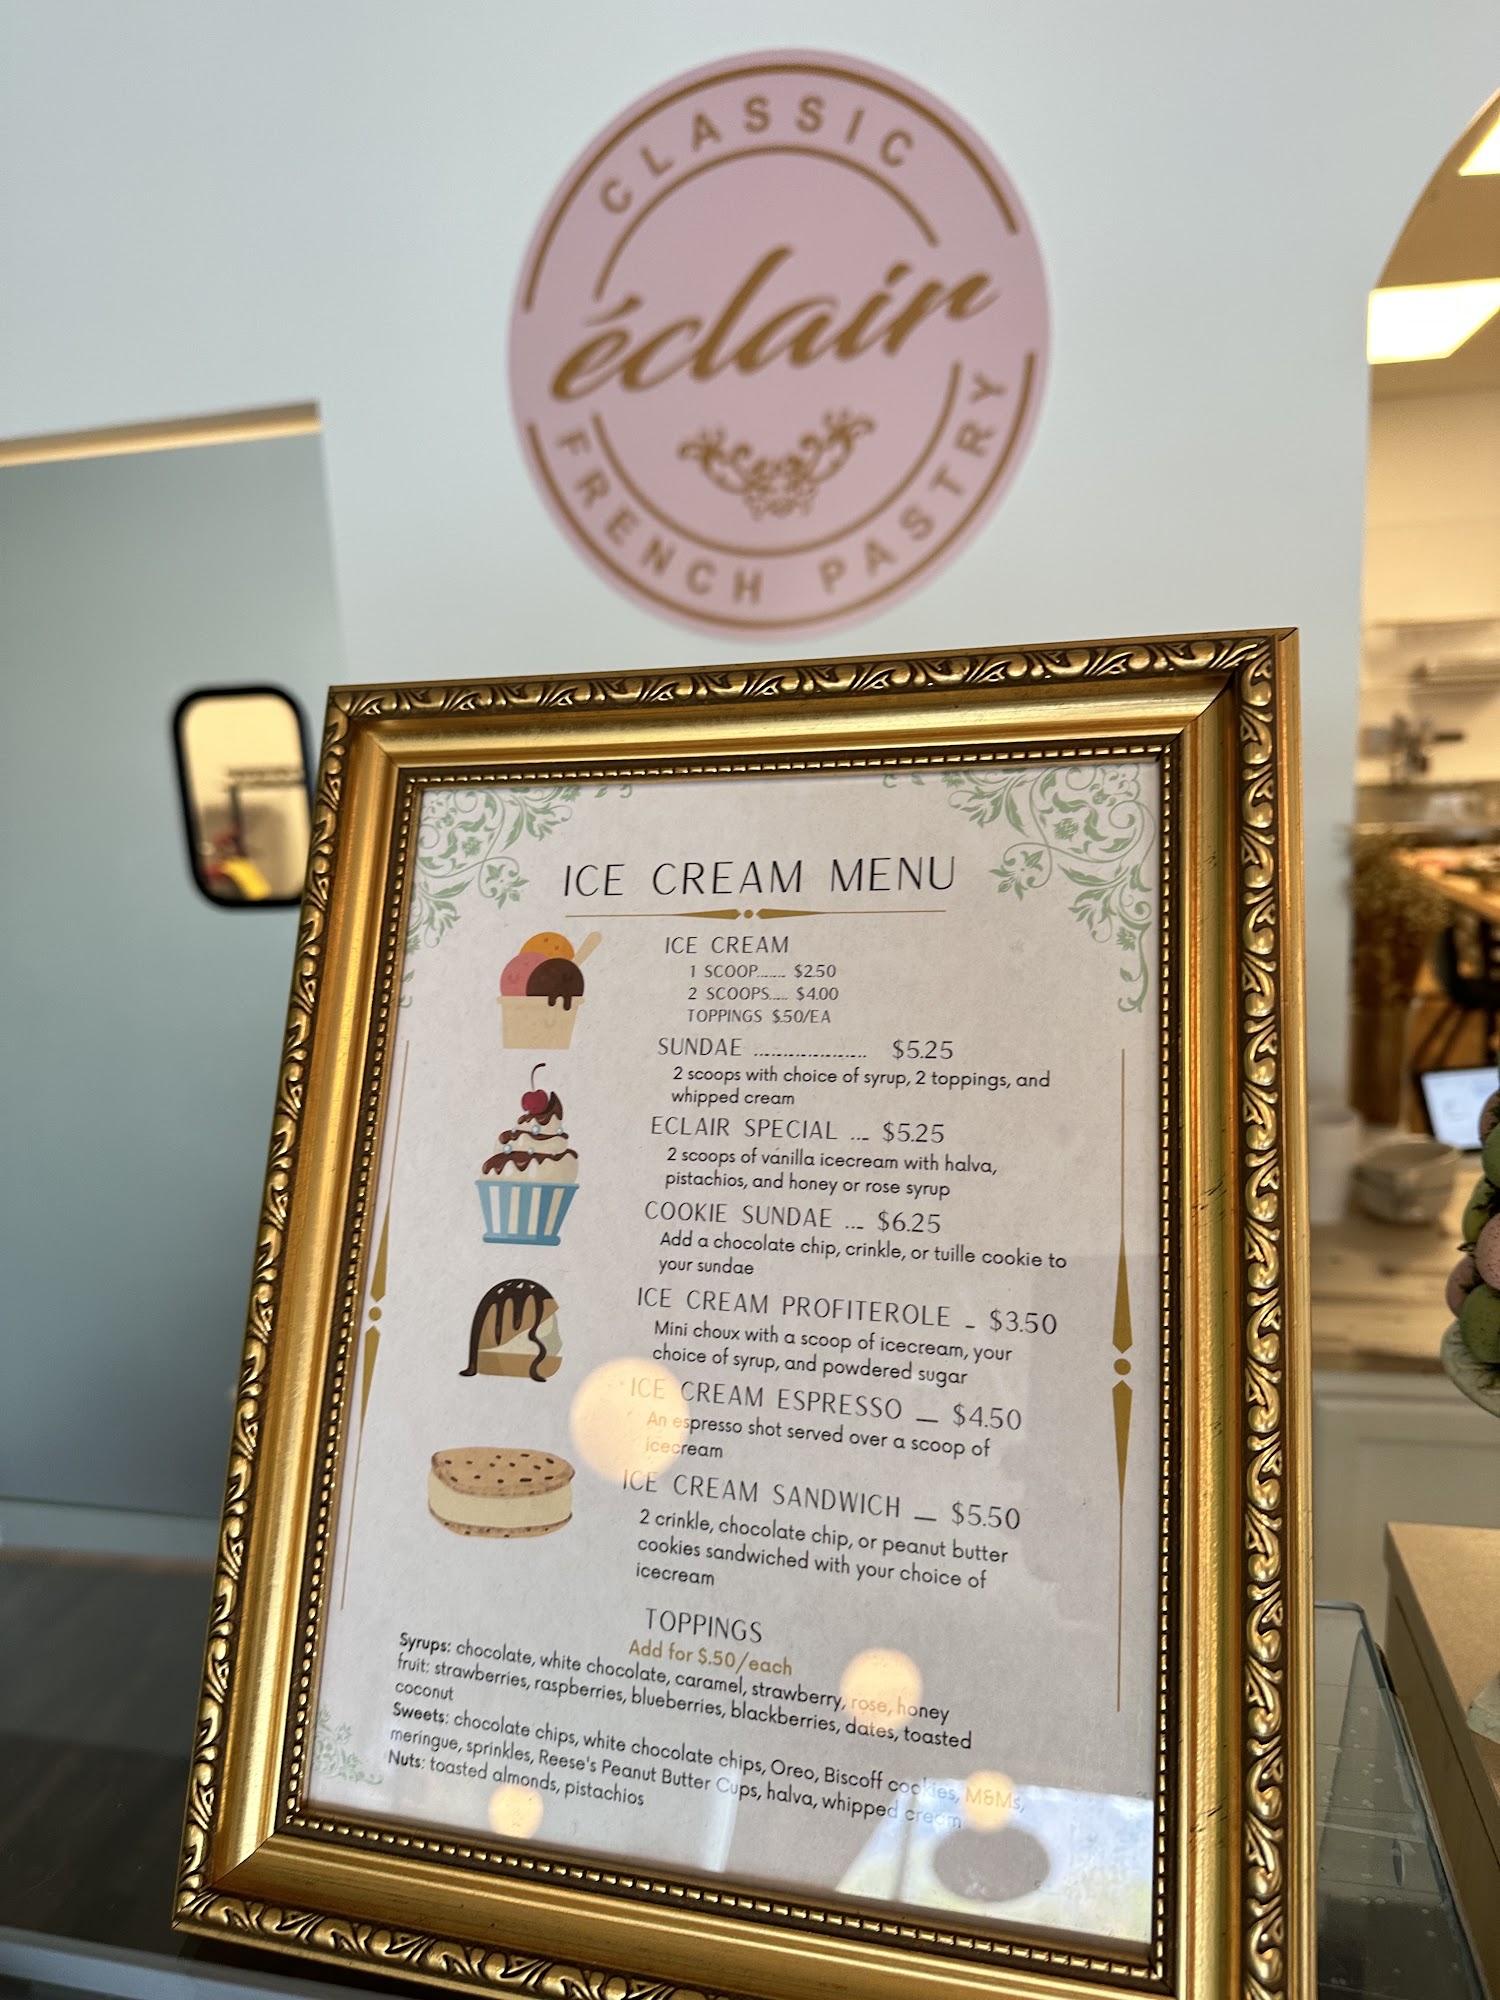 CLASSIC
éclair
FRENCH PASTRY
ICE CREAM MENU
ICE CREAM
1 SCOOP....... $2.50
2 SCOOPS..... $4.00
TOPPINGS $.50/EA
SUNDAE ...................... $5.25
2 scoops with choice of syrup, 2 toppings, and
whipped cream
ECLAIR SPECIAL ... $5.25
2 scoops of vanilla icecream with halva,
pistachios, and honey or rose syrup
COOKIE SUNDAE ... $6.25
Add a chocolate chip, crinkle, or tuille cookie to
your sundae
ICE CREAM PROFITEROLE _ $3.50
Mini choux with a scoop of icecream, your
choice of syrup, and powdered sugar
ICE CREAM ESPRESSO __ $4.50
An espresso shot served over a scoop of
icecream
ICE CREAM SANDWICH __ $5.50
2 crinkle, chocolate chip, or peanut butter
cookies sandwiched with your choice of
icecream
TOPPINGS
Add for $.50/each
Syrups: chocolate, white chocolate, caramel, strawberry, rose, honey
fruit: strawberries, raspberries, blueberries, blackberries, dates, toasted
coconut
Sweets: chocolate chips, white chocolate chips, Oreo, Biscoff cookies, M&Ms,
meringue, sprinkles, Reese's Peanut Butter Cups, halva, whipped cream
Nuts: toasted almonds, pistachios